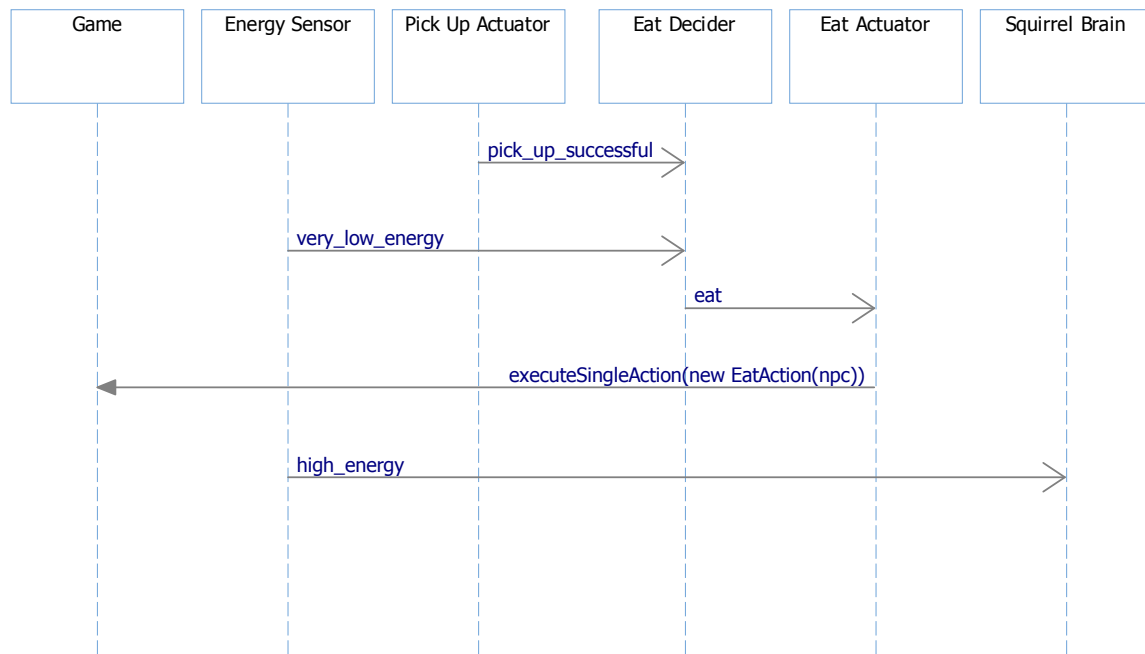 Game
Energy Sensor
Pick Up Actuator
Eat Decider
Eat Actuator
Squirrel Brain
pick_up_successful
very_low_energy
eat
executeSingleAction(new EatAction(npc))
high_energy